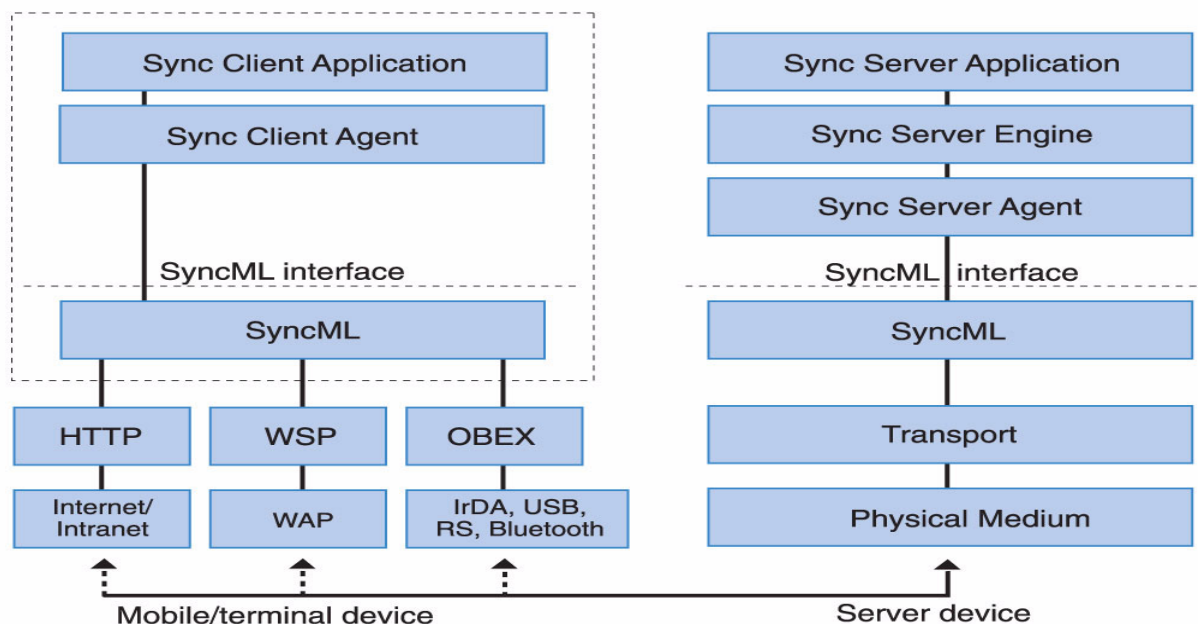 Sync Client Application
Sync Client Agent
SyncML interface
SyncML
HTTP
WSP
OBEX
Internet/
Intranet
WAP
IrDA, USB,
RS, Bluetooth
Mobile/terminal device
Sync Server Application
Sync Server Engine
Sync Server Agent
SyncML interface
SyncML
Transport
Physical Medium
Server device